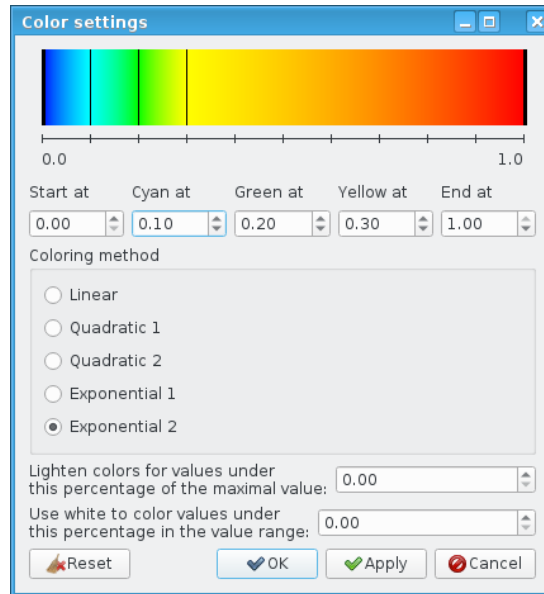 Color settings
0.0 1.0
Start at Cyan at Green at Yellow at End at
0.00 0.10 0.20 0.30 1.00
Coloring method
Linear
Quadratic 1
Quadratic 2
Exponential 1
Exponential 2
Lighten colors for values under
this percentage of the maximal value: 0.00
Use white to color values under
this percentage in the value range: 0.00
Reset OK Apply Cancel